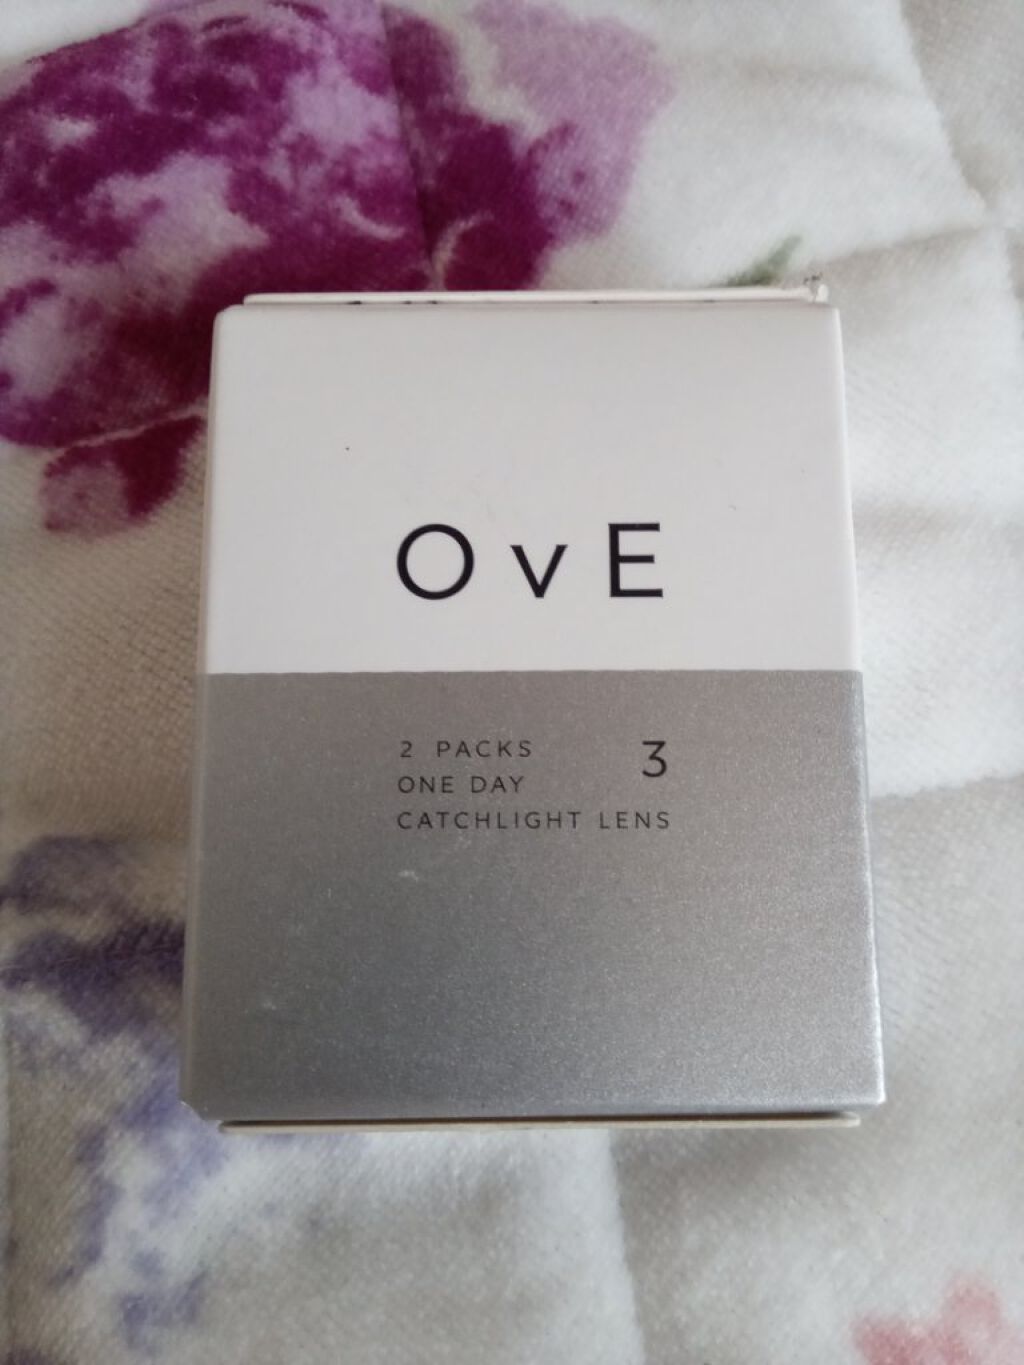 OvE
2 PACKS 3
ONE DAY
CATCHLIGHT LENS